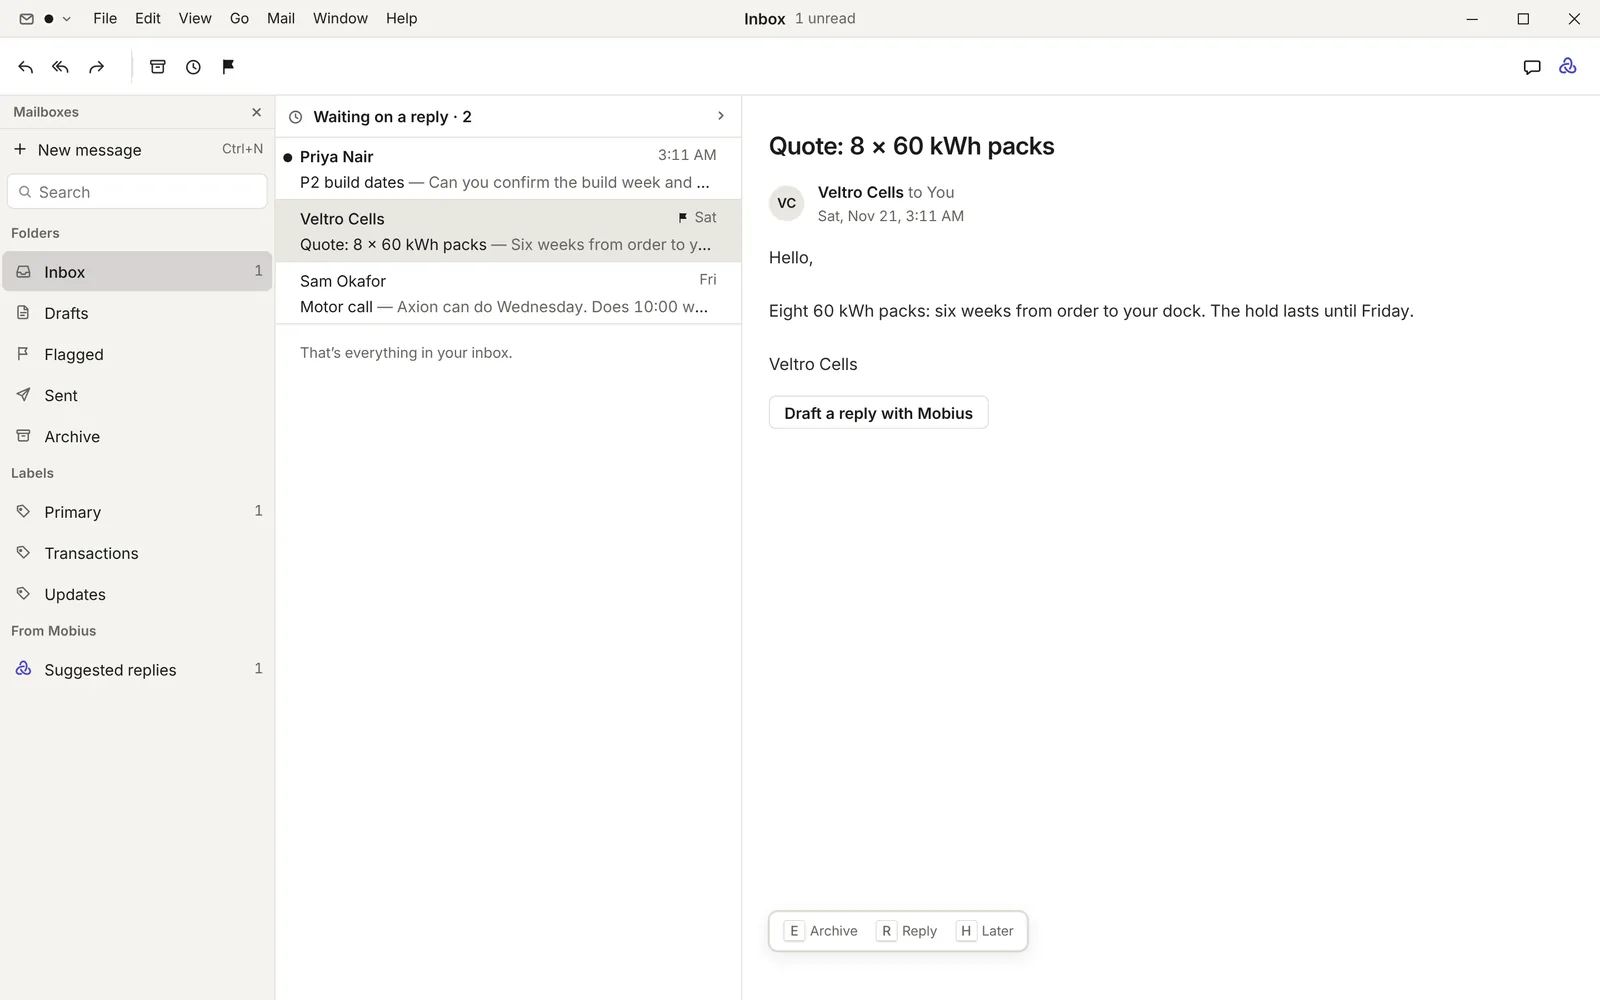 File Edit View Go Mail Window Help
Inbox 1 unread
Mailboxes
New message Ctrl+N
Search
Folders
Inbox 1
Drafts
Flagged
Sent
Archive
Labels
Primary 1
Transactions
Updates
From Mobius
Suggested replies 1
Waiting on a reply · 2
Priya Nair 3:11 AM
P2 build dates — Can you confirm the build week and ...
Veltro Cells Sat
Quote: 8 × 60 kWh packs — Six weeks from order to y...
Sam Okafor Fri
Motor call — Axion can do Wednesday. Does 10:00 w...
That’s everything in your inbox.
Quote: 8 × 60 kWh packs
VC
Veltro Cells to You
Sat, Nov 21, 3:11 AM
Hello,
Eight 60 kWh packs: six weeks from order to your dock. The hold lasts until Friday.
Veltro Cells
Draft a reply with Mobius
E Archive R Reply H Later